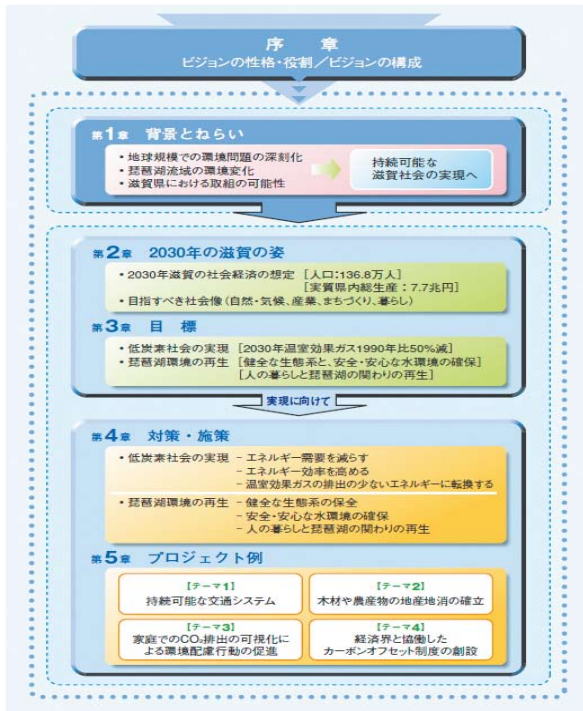 序 章
ビジョンの性格・役割／ビジョンの構成
第1章 背景とねらい
・地球規模での環境問題の深刻化
・琵琶湖流域の環境変化
・滋賀県における取組の可能性
持続可能な
滋賀社会の実現へ
第2章 2030年の滋賀の姿
・2030年滋賀の社会経済の想定 [人口:136.8万人]
[実質県内総生産：7.7兆円]
・目指すべき社会像(自然・気候、産業、まちづくり、暮らし)
第3章 目 標
・低炭素社会の実現 [2030年温室効果ガス1990年比50%減]
・琵琶湖環境の再生 [健全な生態系と、安全・安心な水環境の確保]
[人の暮らしと琵琶湖の関わりの再生]
実現に向けて
第4章 対策・施策
・低炭素社会の実現 － エネルギー需要を減らす
－ エネルギー効率を高める
－ 温室効果ガスの排出の少ないエネルギーに転換する
・琵琶湖環境の再生 － 健全な生態系の保全
－ 安全・安心な水環境の確保
－ 人の暮らしと琵琶湖の関わりの再生
第5章 プロジェクト例
【テーマ1】
持続可能な交通システム
【テーマ2】
木材や農産物の地産地消の確立
【テーマ3】
家庭でのCO₂排出の可視化に
よる環境配慮行動の促進
【テーマ4】
経済界と協働した
カーボンオフセット制度の創設